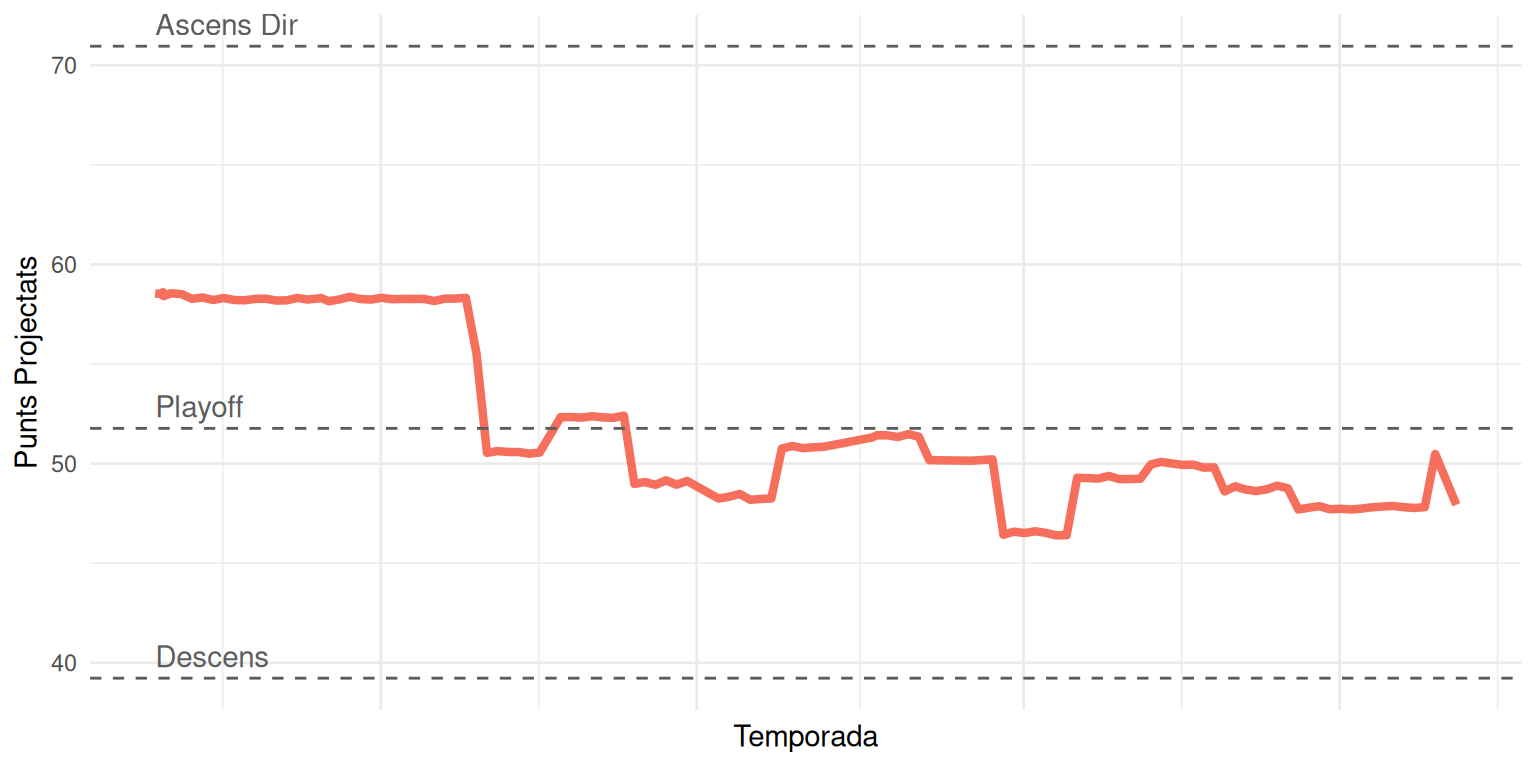 Ascens Dir
70
60
Playoff
50
Descens
40
Punts Projectats
Temporada